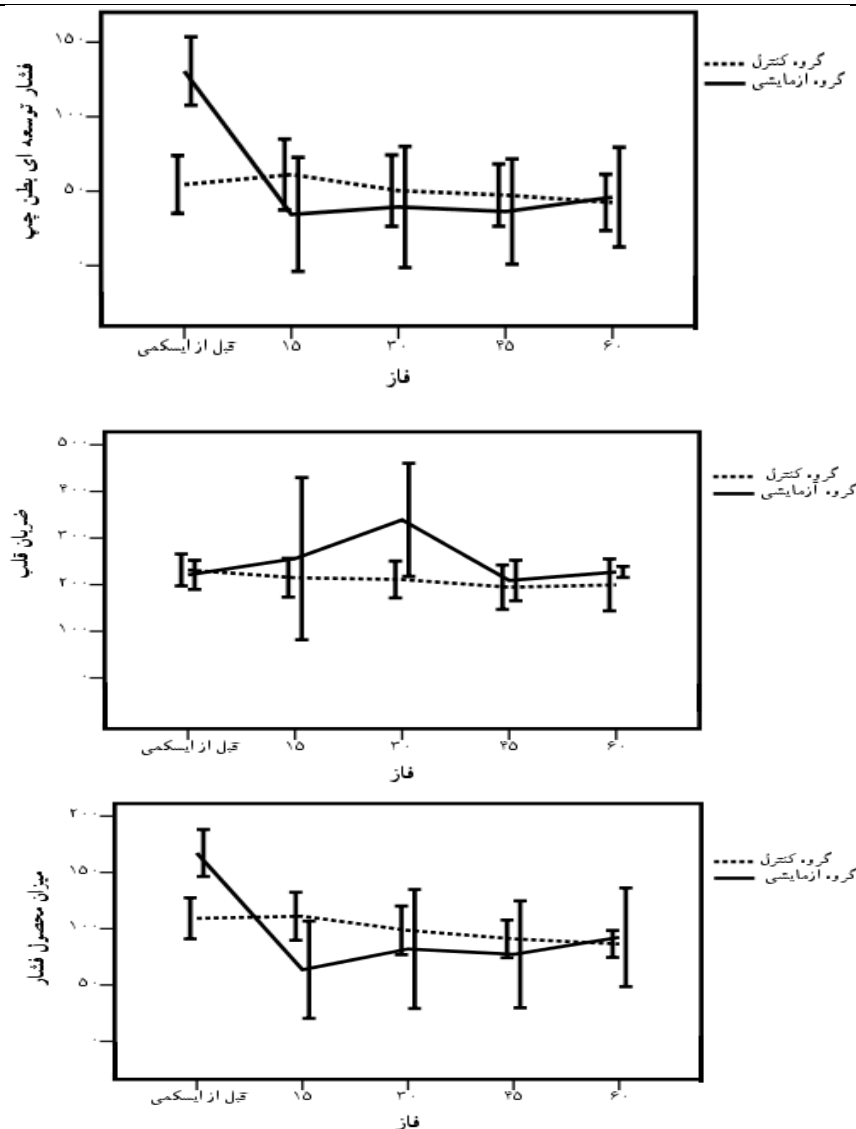 ۱۵۰
۱۰۰
۵۰
۰
فشار توسعه ای بطن چپ
گروه کنترل
گروه ازمایشی
قبل از ایسکمی ۱۵ ۳۰ ۴۵ ۶۰
فاز
۵۰۰
۴۰۰
۳۰۰
۲۰۰
۱۰۰
۰
ضربان قلب
گروه کنترل
گروه آزمایشی
قبل از ایسکمی ۱۵ ۳۰ ۴۵ ۶۰
فاز
۲۰۰
۱۵۰
۱۰۰
۵۰
۰
میزان محصول فشار
گروه کنترل
گروه آزمایشی
قبل از ایسکمی ۱۵ ۳۰ ۴۵ ۶۰
فاز